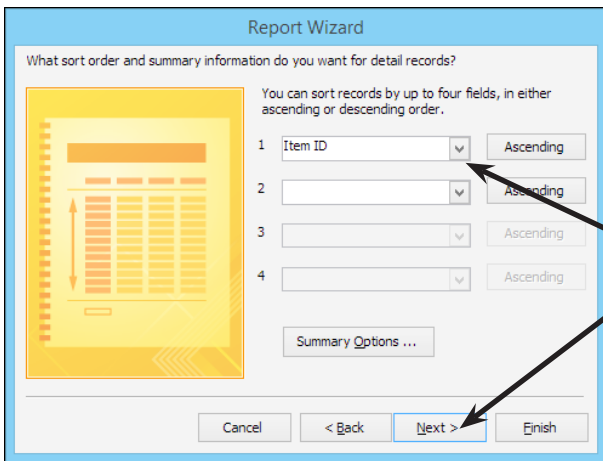 Report Wizard
What sort order and summary information do you want for detail records?
You can sort records by up to four fields, in either
ascending or descending order.
1 Item ID Ascending
2 Ascending
3 Ascending
4 Ascending
Summary Options ...
Cancel < Back Next > Finish